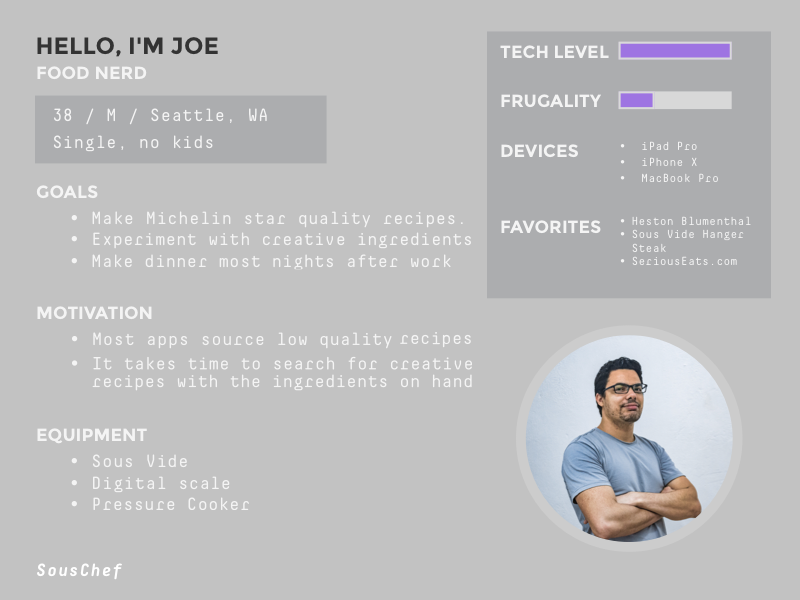 HELLO, I'M JOE
FOOD NERD
38 / M / Seattle, WA
Single, no kids
GOALS
• Make Michelin star quality recipes.
• Experiment with creative ingredients
• Make dinner most nights after work
MOTIVATION
• Most apps source low quality recipes
• It takes time to search for creative
recipes with the ingredients on hand
EQUIPMENT
• Sous Vide
• Digital scale
• Pressure Cooker
SousChef
TECH LEVEL
FRUGALITY
DEVICES
• iPad Pro
• iPhone X
• MacBook Pro
FAVORITES
• Heston Blumenthal
• Sous Vide Hanger
Steak
• SeriousEats.com